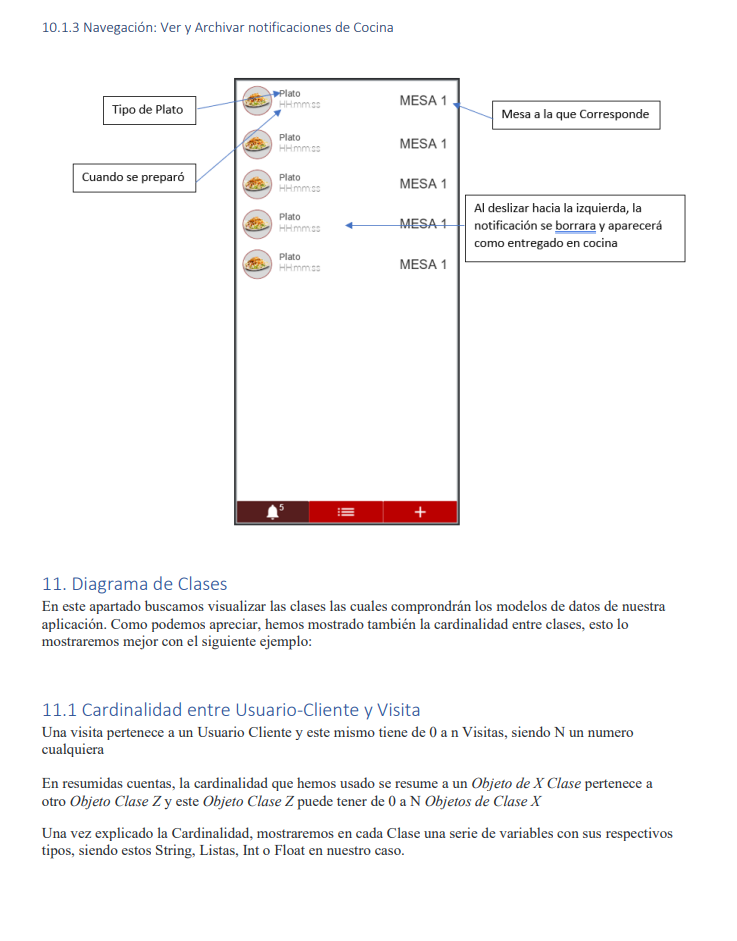 10.1.3 Navegación: Ver y Archivar notificaciones de Cocina
Tipo de Plato
Cuando se preparó
Plato
HH:mm:ss
MESA 1
Plato
HH:mm:ss
MESA 1
Plato
HH:mm:ss
MESA 1
Plato
HH:mm:ss
MESA 1
Plato
HH:mm:ss
MESA 1
5
+
Mesa a la que Corresponde
Al deslizar hacia la izquierda, la
notificación se borrara y aparecerá
como entregado en cocina
11. Diagrama de Clases
En este apartado buscamos visualizar las clases las cuales comprondrán los modelos de datos de nuestra
aplicación. Como podemos apreciar, hemos mostrado también la cardinalidad entre clases, esto lo
mostraremos mejor con el siguiente ejemplo:
11.1 Cardinalidad entre Usuario-Cliente y Visita
Una visita pertenece a un Usuario Cliente y este mismo tiene de 0 a n Visitas, siendo N un numero
cualquiera
En resumidas cuentas, la cardinalidad que hemos usado se resume a un Objeto de X Clase pertenece a
otro Objeto Clase Z y este Objeto Clase Z puede tener de 0 a N Objetos de Clase X
Una vez explicado la Cardinalidad, mostraremos en cada Clase una serie de variables con sus respectivos
tipos, siendo estos String, Listas, Int o Float en nuestro caso.